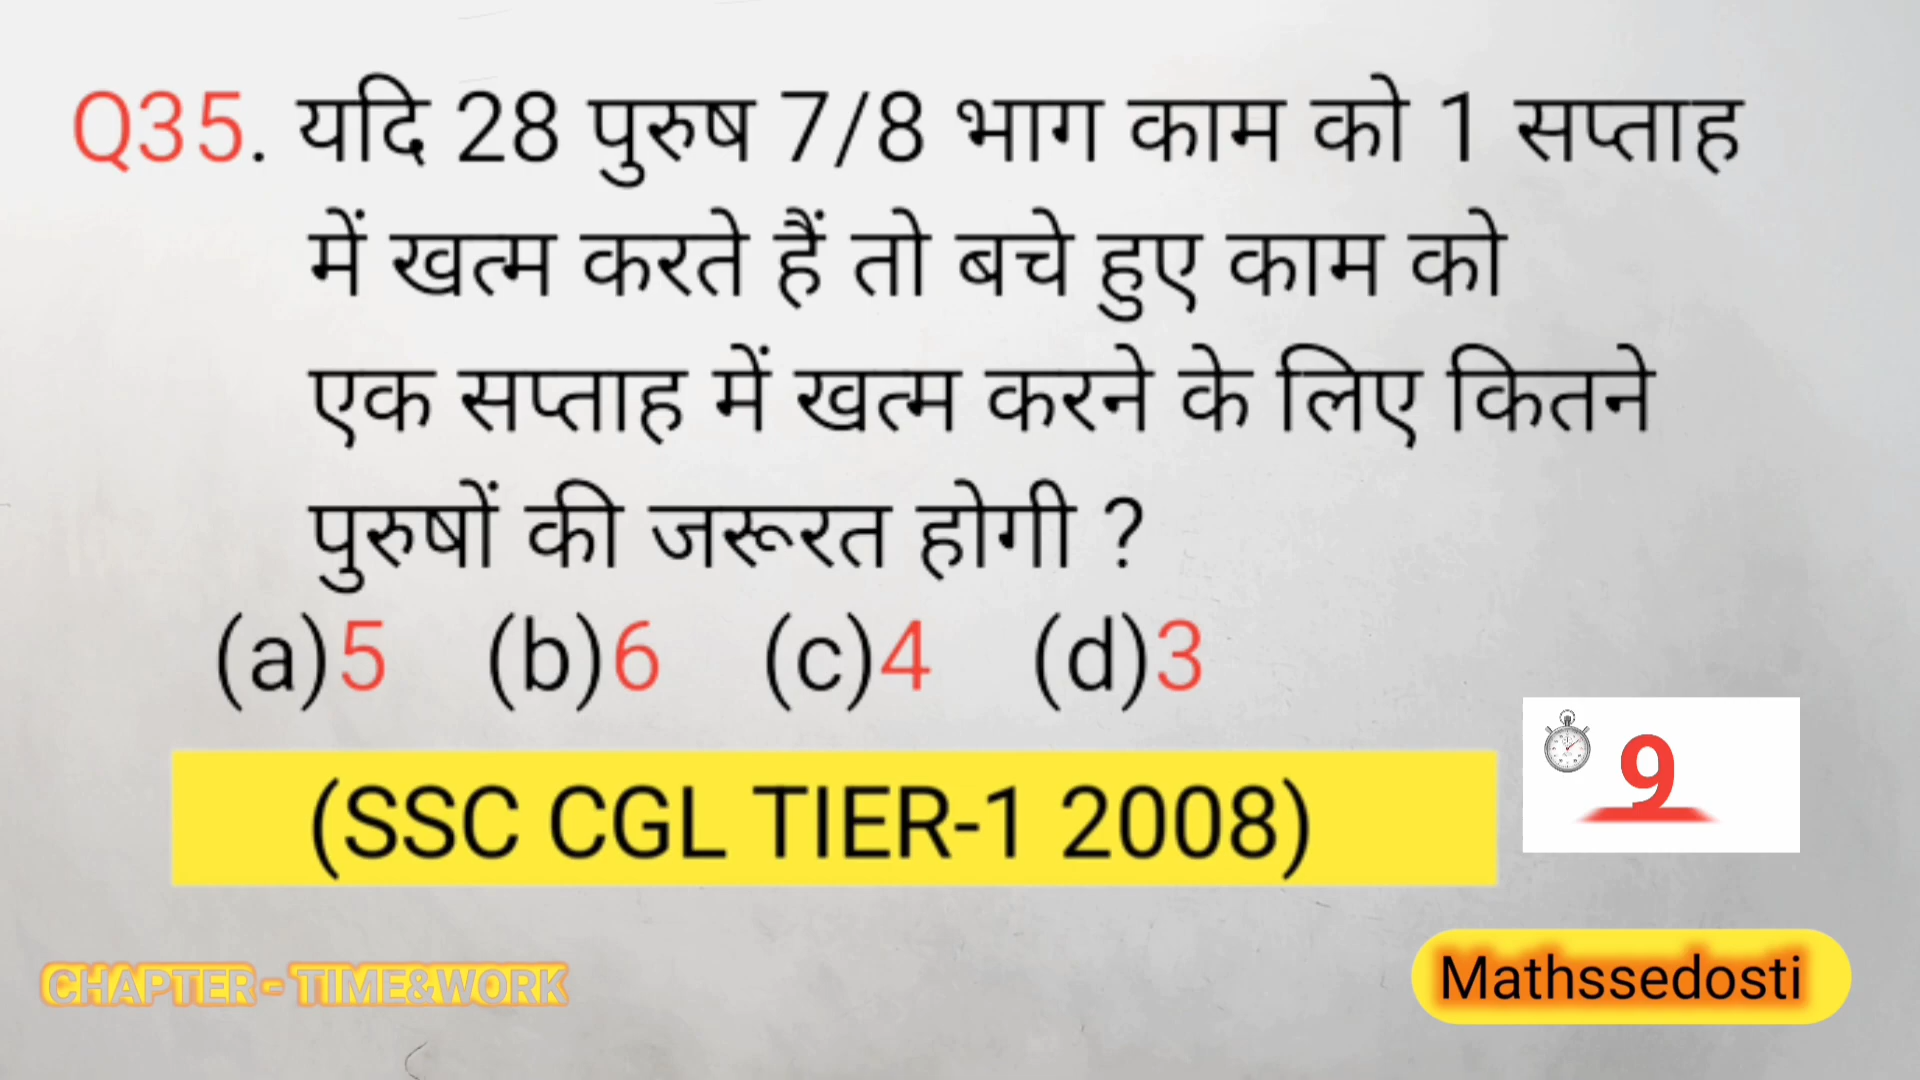 Q35. यदि 28 पुरुष 7/8 भाग काम को 1 सप्ताह
में खत्म करते हैं तो बचे हुए काम को
एक सप्ताह में खत्म करने के लिए कितने
पुरुषों की जरूरत होगी ?
(a)5 (b)6 (c)4 (d)3
(SSC CGL TIER-1 2008)
9
CHAPTER - TIME&WORK
Mathssedosti